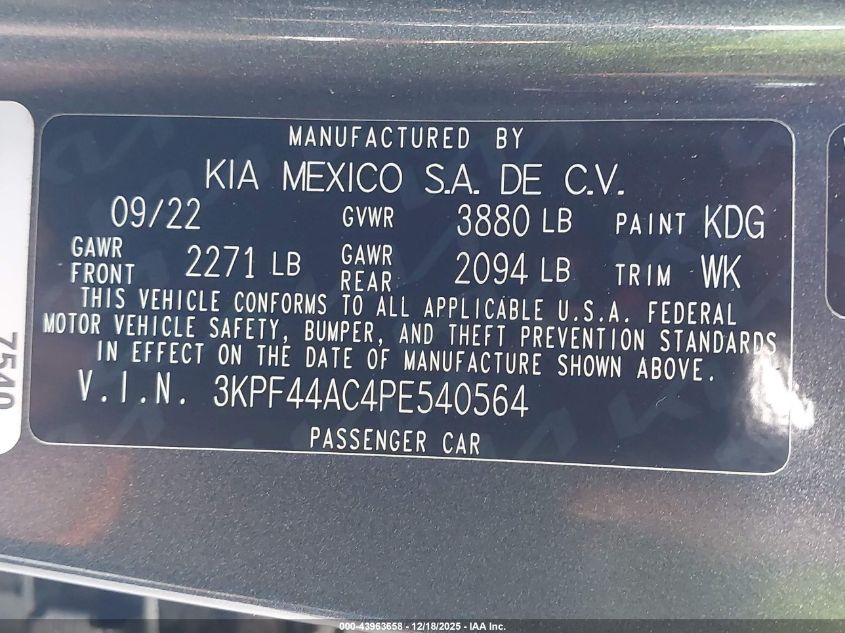 MANUFACTURED BY
KIA MEXICO S.A. DE C.V.
09/22 GVWR 3880 LB PAINT KDG
GAWR FRONT 2271 LB GAWR REAR 2094 LB TRIM WK
THIS VEHICLE CONFORMS TO ALL APPLICABLE U.S.A. FEDERAL
MOTOR VEHICLE SAFETY, BUMPER, AND THEFT PREVENTION STANDARDS
IN EFFECT ON THE DATE OF MANUFACTURE SHOWN ABOVE.
V.I.N. 3KPF44AC4PE540564
PASSENGER CAR
7540
000-43963658 - 12/18/2025 - IAA Inc.